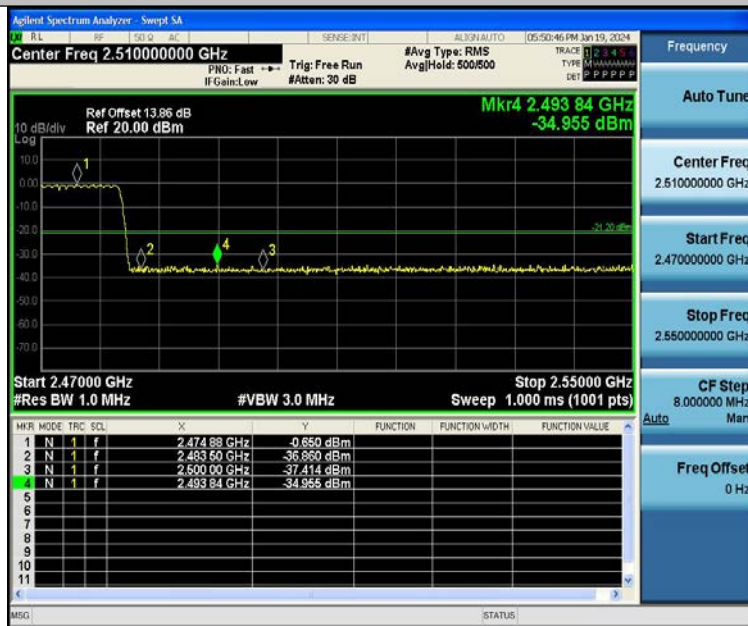 Agilent Spectrum Analyzer - Swept SA
RL RF 50 Ω AC SENSE:INT ALIGN AUTO 05:50:46 PM Jan 19, 2024
Center Freq 2.510000000 GHz
PNO: Fast
IFGain:Low
Trig: Free Run
#Atten: 30 dB
#Avg Type: RMS
Avg|Hold: 500/500
TRACE 1 2 3 4 5 6
TYPE M
DET P P P P P P
Frequency
Auto Tune
Center Freq
2.510000000 GHz
Start Freq
2.470000000 GHz
Stop Freq
2.550000000 GHz
CF Step
8.000000 MHz
Auto Man
Freq Offset
0 Hz
Mkr4 2.493 84 GHz
-34.955 dBm
Ref Offset 13.86 dB
10 dB/div Ref 20.00 dBm
Log
10.0
0.00
-10.0
-20.0
-30.0
-40.0
-50.0
-60.0
-70.0
1
2
4
3
-21.20 dBm
Start 2.47000 GHz Stop 2.55000 GHz
#Res BW 1.0 MHz #VBW 3.0 MHz Sweep 1.000 ms (1001 pts)
MKR MODE TRC SCL X Y FUNCTION FUNCTION WIDTH FUNCTION VALUE
1 N 1 f 2.474 88 GHz -0.650 dBm
2 N 1 f 2.483 50 GHz -36.860 dBm
3 N 1 f 2.500 00 GHz -37.414 dBm
4 N 1 f 2.493 84 GHz -34.955 dBm
5
6
7
8
9
10
11
MSG STATUS